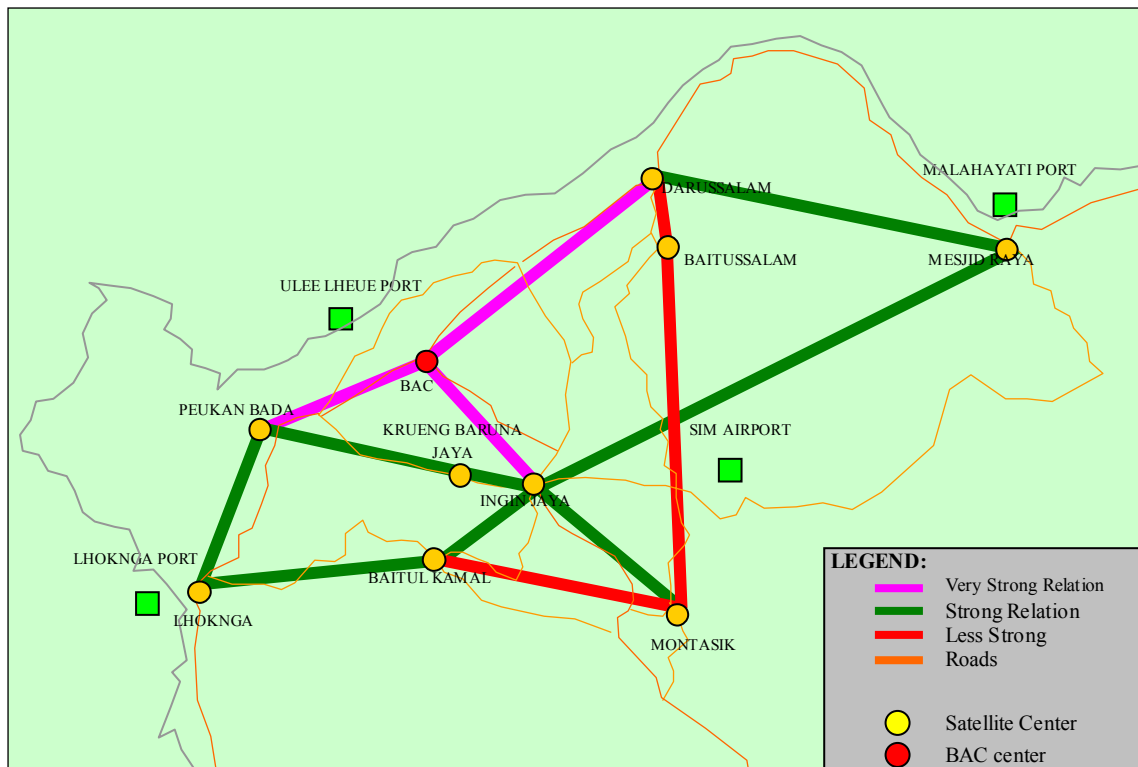 MALAHAYATI PORT
DARUSSALAM
BAITUSSALAM
MESJID RAYA
ULEE LHEUE PORT
BAC
PEUKAN BADA
KRUENG BARUNA
JAYA
SIM AIRPORT
INGIN JAYA
LHOKNGA PORT
BAITUL KAMAL
LHOKNGA
MONTASIK
LEGEND:
Very Strong Relation
Strong Relation
Less Strong
Roads
Satellite Center
BAC center